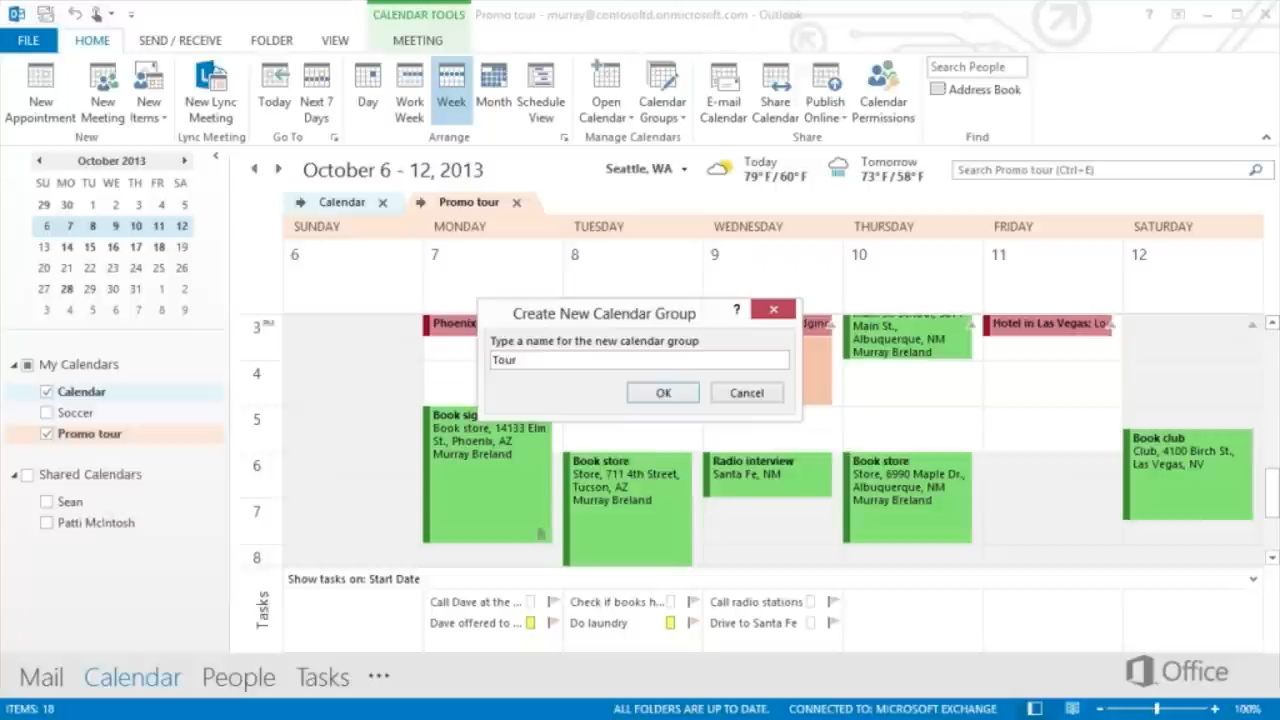 CALENDAR TOOLS
Promo tour - murray@contosoltd.onmicrosoft.com - Outlook
FILE HOME SEND / RECEIVE FOLDER VIEW MEETING
New Appointment
New Meeting
New Items
New Lync Meeting
Today
Next 7 Days
Day
Work Week
Week
Month
Schedule View
Open Calendar
Calendar Groups
E-mail Calendar
Share Calendar
Publish Online
Calendar Permissions
Search People
Address Book
New
Lync Meeting
Go To
Arrange
Manage Calendars
Share
Find
October 2013
SU MO TU WE TH FR SA
29 30 1 2 3 4 5
6 7 8 9 10 11 12
13 14 15 16 17 18 19
20 21 22 23 24 25 26
27 28 29 30 31 1 2
3 4 5 6 7 8 9
My Calendars
Calendar
Soccer
Promo tour
Shared Calendars
Sean
Patti McIntosh
October 6 - 12, 2013
Seattle, WA
Today
79°F/60°F
Tomorrow
73°F/58°F
Search Promo tour (Ctrl+E)
Calendar
Promo tour
SUNDAY MONDAY TUESDAY WEDNESDAY THURSDAY FRIDAY SATURDAY
6 7 8 9 10 11 12
3 PM
4
5
6
7
8
Phoenix
Book sig
Book store, 14133 Elm
St., Phoenix, AZ
Murray Breland
Book store
Store, 711 4th Street,
Tucson, AZ
Murray Breland
Radio interview
Santa Fe, NM
Main St.,
Albuquerque, NM
Murray Breland
Book store
Store, 6990 Maple Dr.,
Albuquerque, NM
Murray Breland
Hotel in Las Vegas; Lo
Book club
Club, 4100 Birch St.,
Las Vegas, NV
Create New Calendar Group
?
Type a name for the new calendar group
Tour
OK
Cancel
Show tasks on: Start Date
Tasks
Call Dave at the ...
Dave offered to ...
Check if books h...
Do laundry
Call radio stations
Drive to Santa Fe
Mail Calendar People Tasks •••
Office
ITEMS: 18
ALL FOLDERS ARE UP TO DATE.
CONNECTED TO: MICROSOFT EXCHANGE
100%